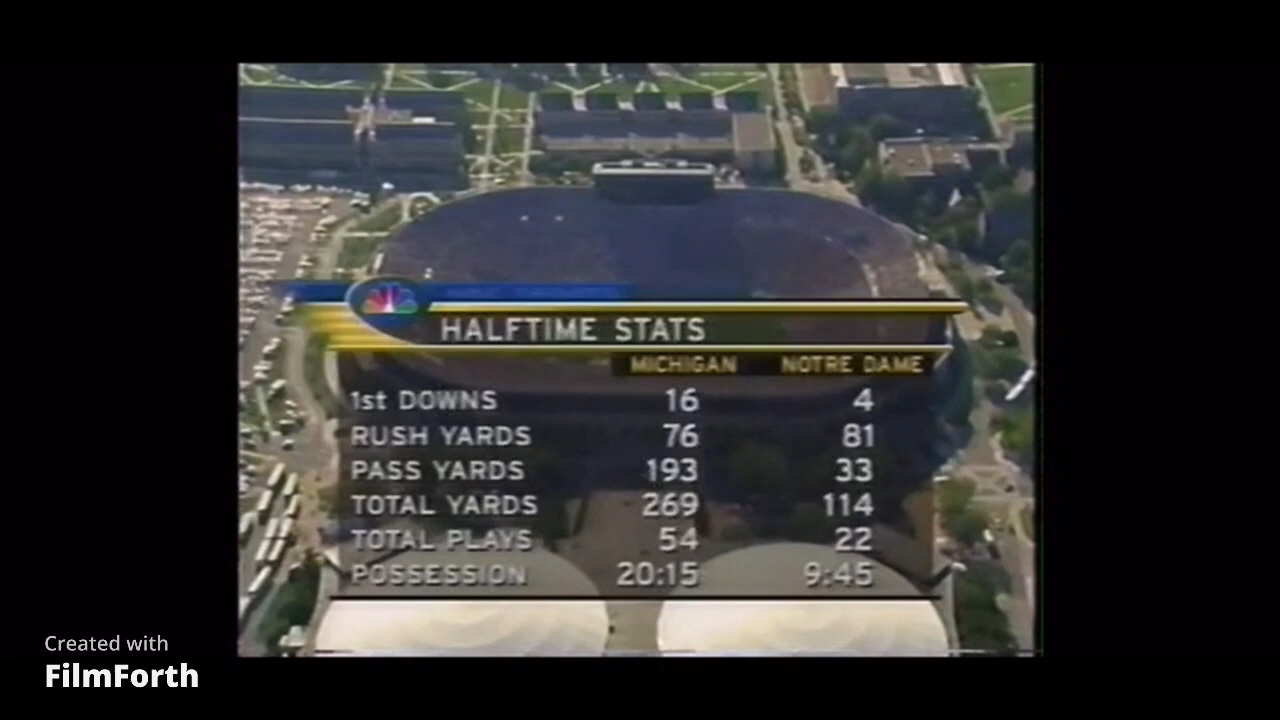 HALFTIME STATS
MICHIGAN NOTRE DAME
1st DOWNS 16 4
RUSH YARDS 76 81
PASS YARDS 193 33
TOTAL YARDS 269 114
TOTAL PLAYS 54 22
POSSESSION 20:15 9:45
Created with
FilmForth